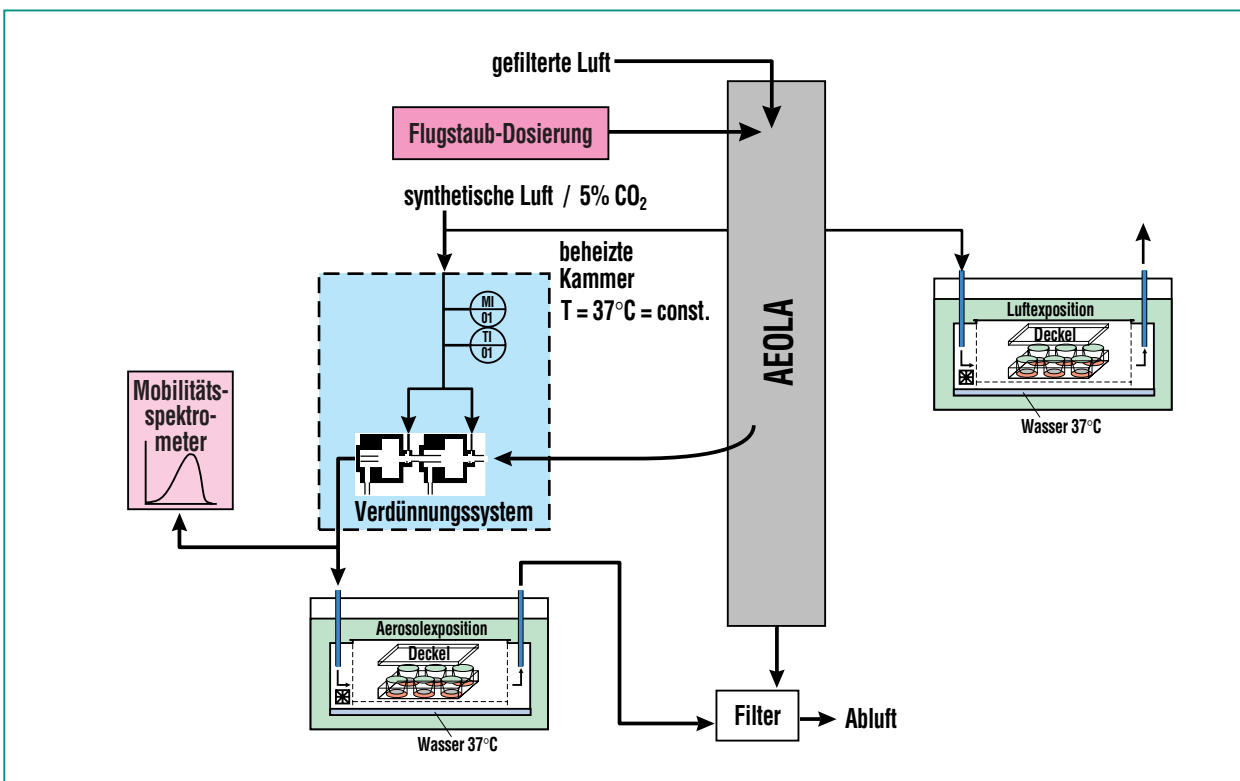 gefilterte Luft
Flugstaub-Dosierung
synthetische Luft / 5% CO₂
beheizte
Kammer
T = 37°C = const.
MI
01
TI
01
AEOLA
Luftexposition
Deckel
Wasser 37°C
Mobilitäts-
spektro-
meter
Verdünnungssystem
Aerosolexposition
Deckel
Wasser 37°C
Filter
Abluft